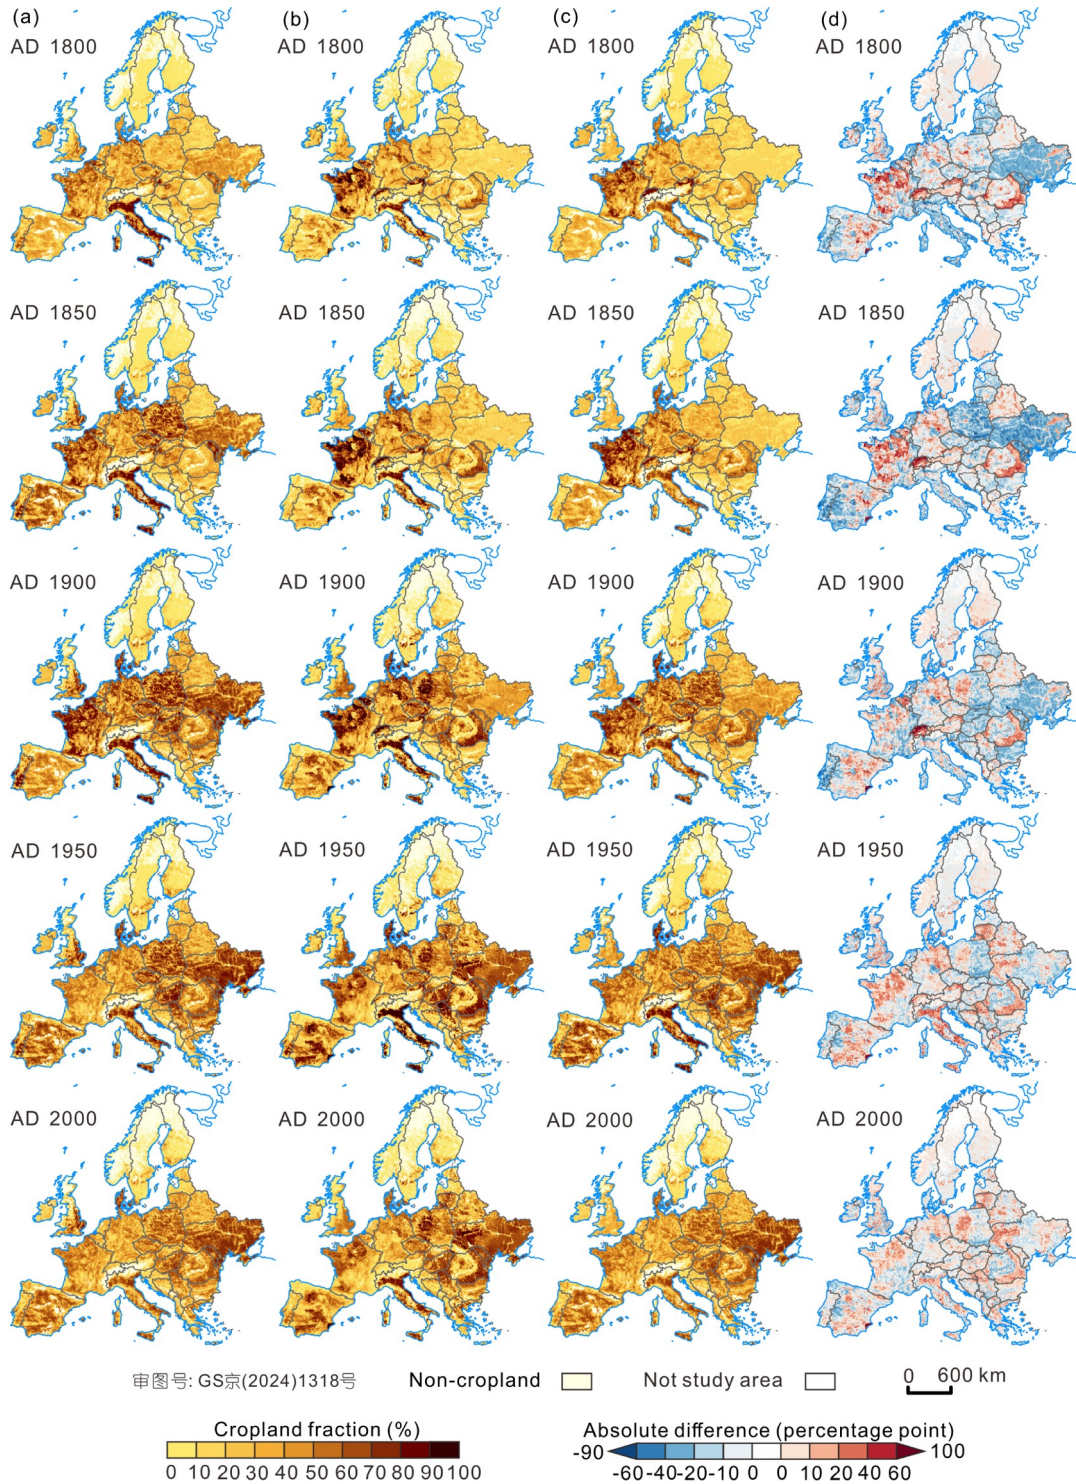 (a) (b) (c) (d)
AD 1800 AD 1800 AD 1800 AD 1800
AD 1850 AD 1850 AD 1850 AD 1850
AD 1900 AD 1900 AD 1900 AD 1900
AD 1950 AD 1950 AD 1950 AD 1950
AD 2000 AD 2000 AD 2000 AD 2000
审图号: GS京(2024)1318号 Non-cropland Not study area 0 600 km
Cropland fraction (%) Absolute difference (percentage point)
-90 100
0 10 20 30 40 50 60 70 80 90 100 -60 -40 -20 -10 0 10 20 40 60